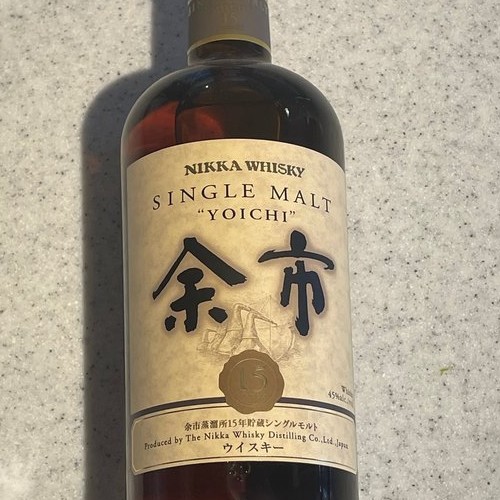 NIKKA WHISKY
SINGLE MALT
“YOICHI”
余市
15
余市蒸溜所15年貯蔵シングルモルト
Produced by The Nikka Whisky Distilling Co.,Ltd.,Japan
ウイスキー